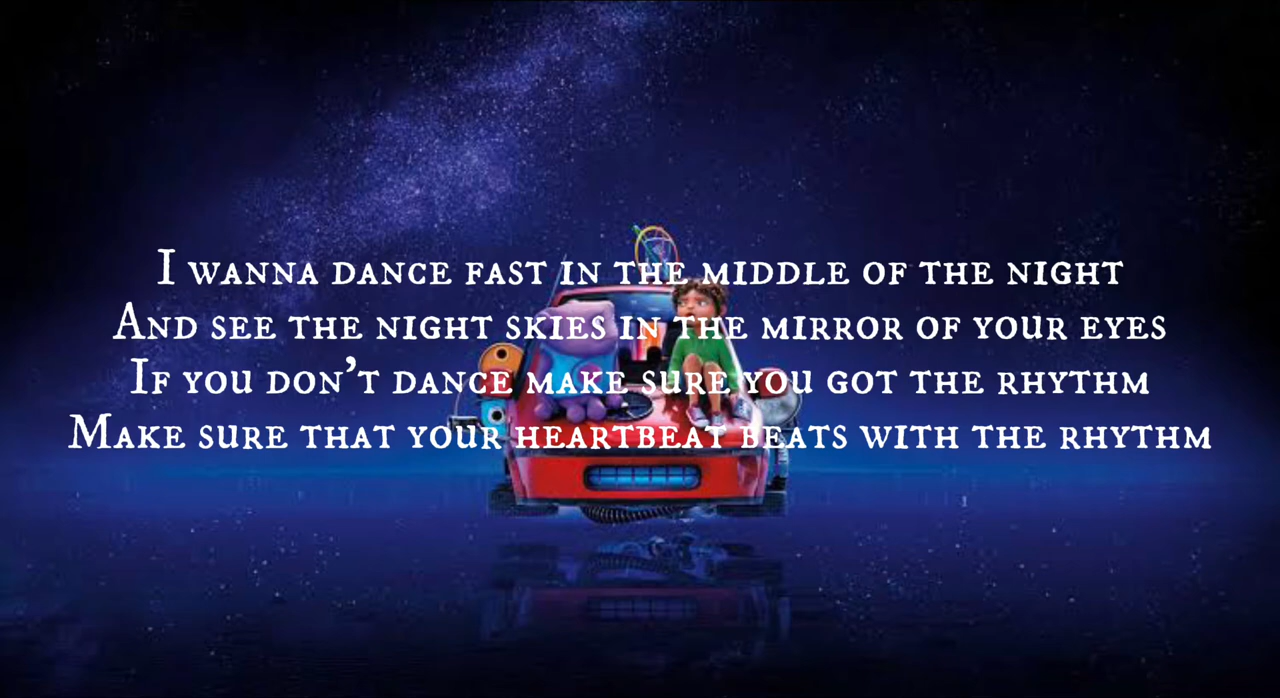 I wanna dance fast in the middle of the night
And see the night skies in the mirror of your eyes
If you don't dance make sure you got the rhythm
Make sure that your heartbeat beats with the rhythm